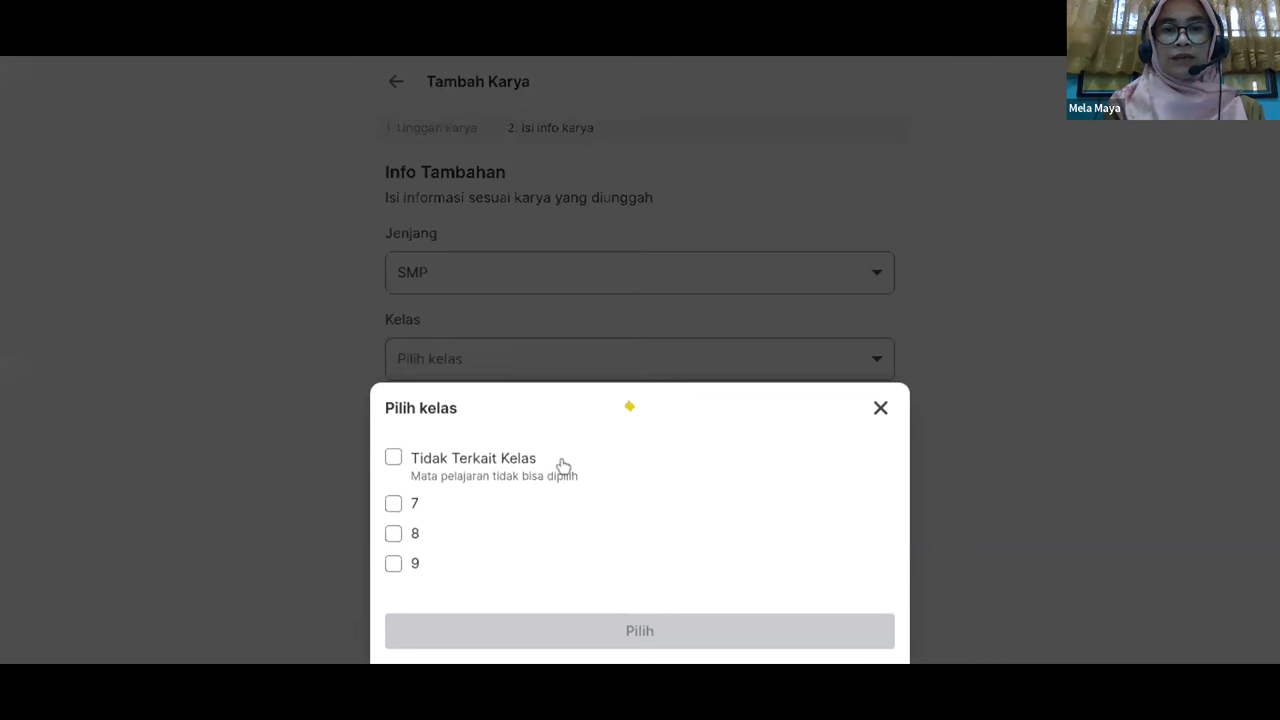 Tambah Karya
1. Unggah karya
2. Isi info karya
Info Tambahan
Isi informasi sesuai karya yang diunggah
Jenjang
SMP
Kelas
Pilih kelas
Pilih kelas
Tidak Terkait Kelas
Mata pelajaran tidak bisa dipilih
7
8
9
Pilih
Mela Maya